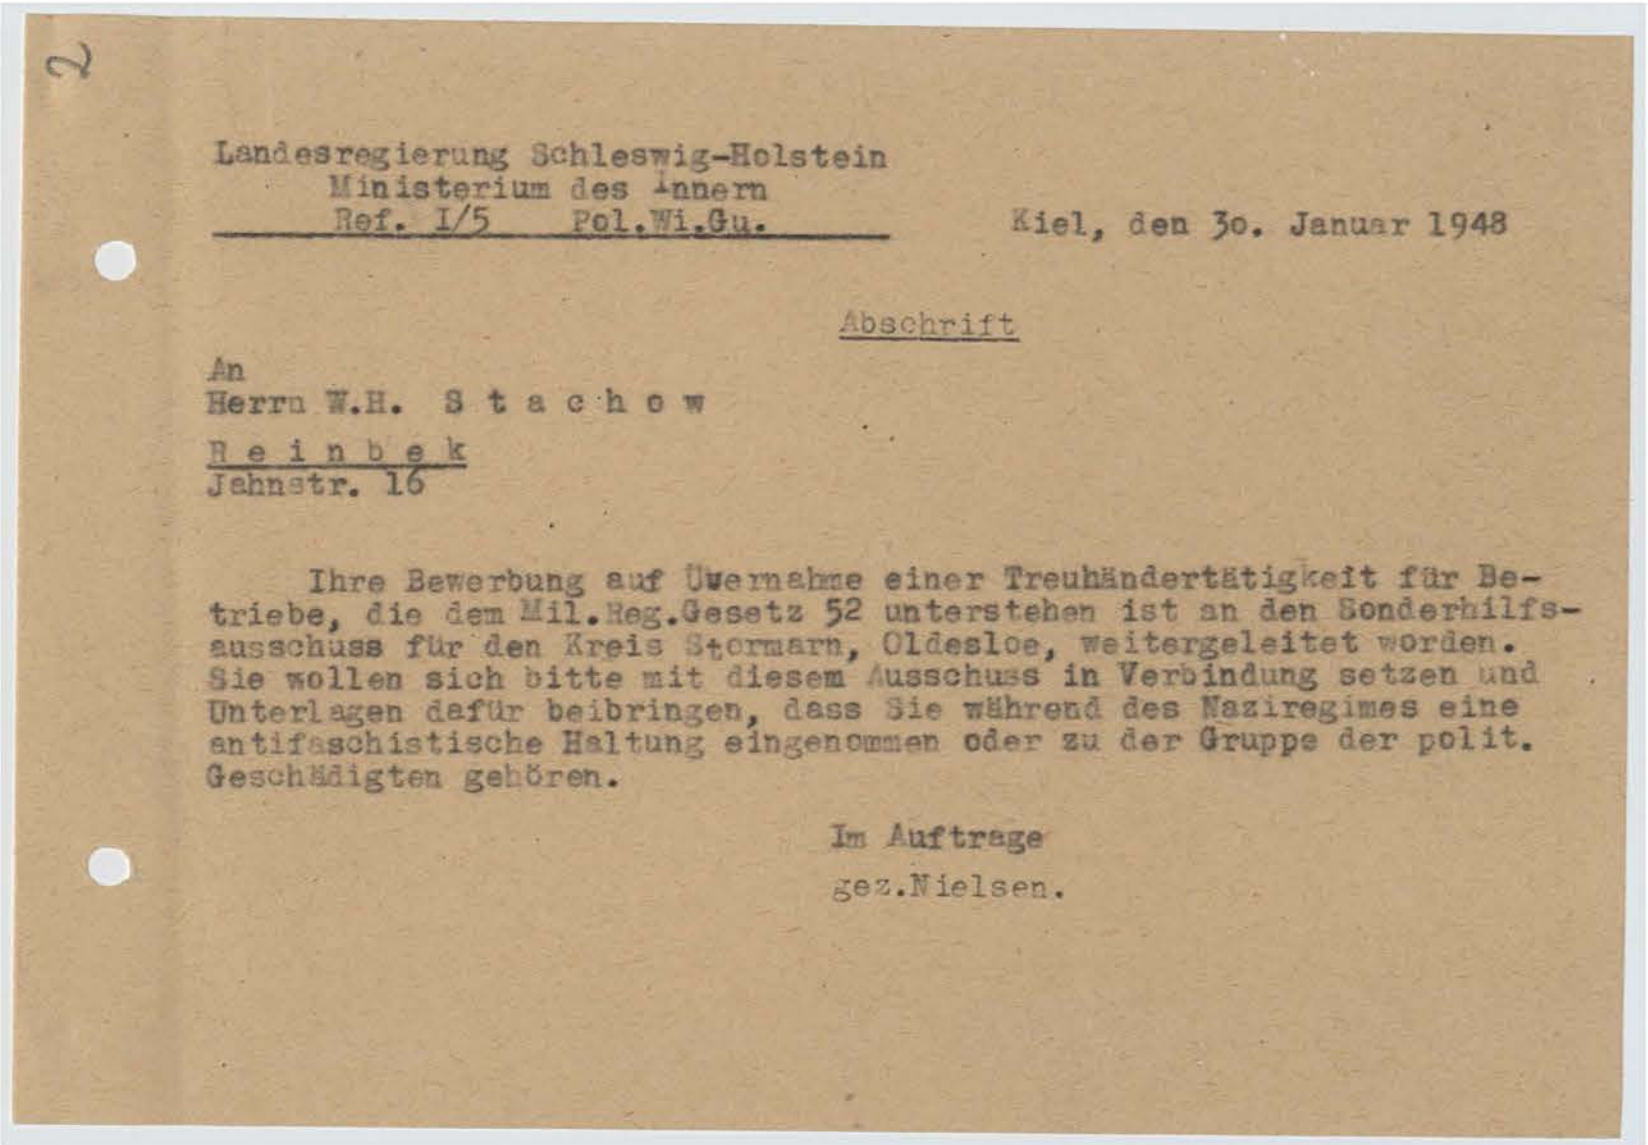 2
Landesregierung Schleswig-Holstein
Ministerium des Innern
Ref. I/5 Pol.Wi.Gu.
Kiel, den 30. Januar 1948
Abschrift
An
Herrn W.H. S t a c h o w
R e i n b e k
Jahnstr. 16
Ihre Bewerbung auf Üvernahme einer Treuhändertätigkeit für Be-
triebe, die dem Mil.Reg.Gesetz 52 unterstehen ist an den Sonderhilfs-
ausschuss für den Kreis Stormarn, Oldesloe, weitergeleitet worden.
Sie wollen sich bitte mit diesem Ausschuss in Verbindung setzen und
Unterlagen dafür beibringen, dass Sie während des Naziregimes eine
antifaschistische Haltung eingenommen oder zu der Gruppe der polit.
Geschädigten gehören.
Im Auftrage
gez.Nielsen.